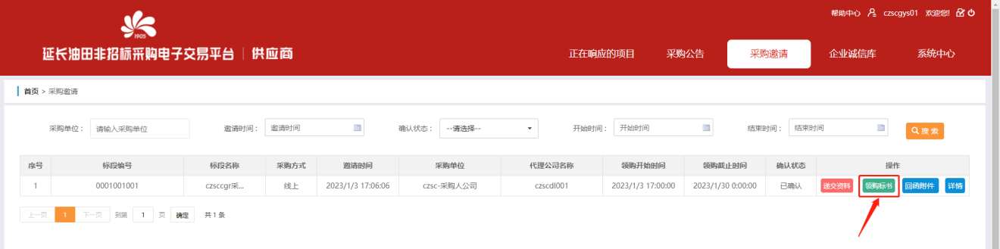 帮助中心 czscgys01 欢迎您!
1905
延长油田非招标采购电子交易平台 | 供应商
正在响应的项目 采购公告 采购邀请 企业诚信库 系统中心
首页 > 采购邀请
采购单位： 请输入采购单位 邀请时间： 邀请时间 确认状态： --请选择-- 开始时间： 开始时间 结束时间： 结束时间 搜 索
序号 标段编号 标段名称 采购方式 邀请时间 采购单位 代理公司名称 领购开始时间 领购截止时间 确认状态 操作
1 0001001001 czsccgr采... 线上 2023/1/3 17:06:06 czsc-采购人公司 czscdl001 2023/1/3 17:00:00 2023/1/30 0:00:00 已确认 递交资料 领购标书 回函附件 详情
上一页 1 下一页 到第 1 页 确定 共 1 条